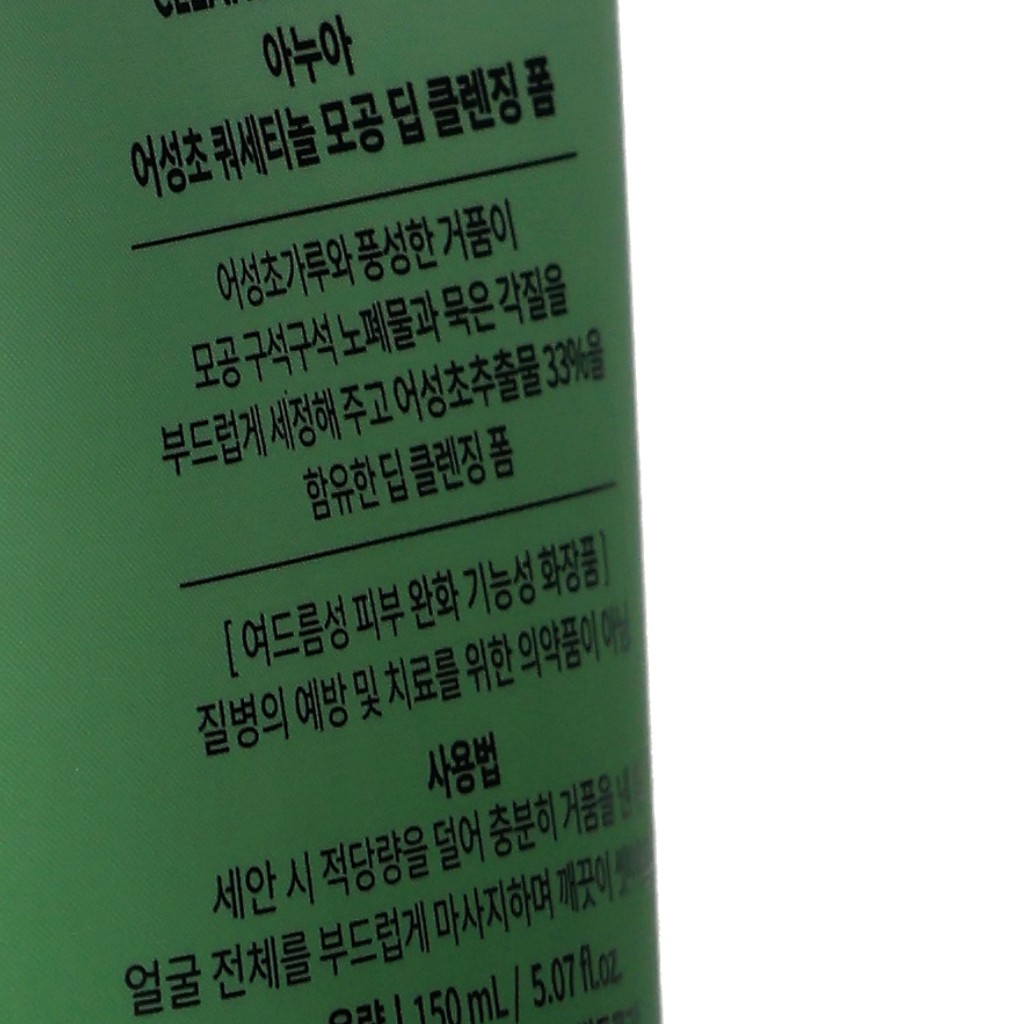 아누아
어성초 쿼세티놀 모공 딥 클렌징 폼
어성초가루와 풍성한 거품이
모공 구석구석 노폐물과 묵은 각질을
부드럽게 세정해 주고 어성초추출물 33%을
함유한 딥 클렌징 폼
[ 여드름성 피부 완화 기능성 화장품 ]
질병의 예방 및 치료를 위한 의약품이 아님
사용법
세안 시 적당량을 덜어 충분히 거품을
얼굴 전체를 부드럽게 마사지하며 깨끗이
용량 | 150 mL / 5.07 fl.oz.